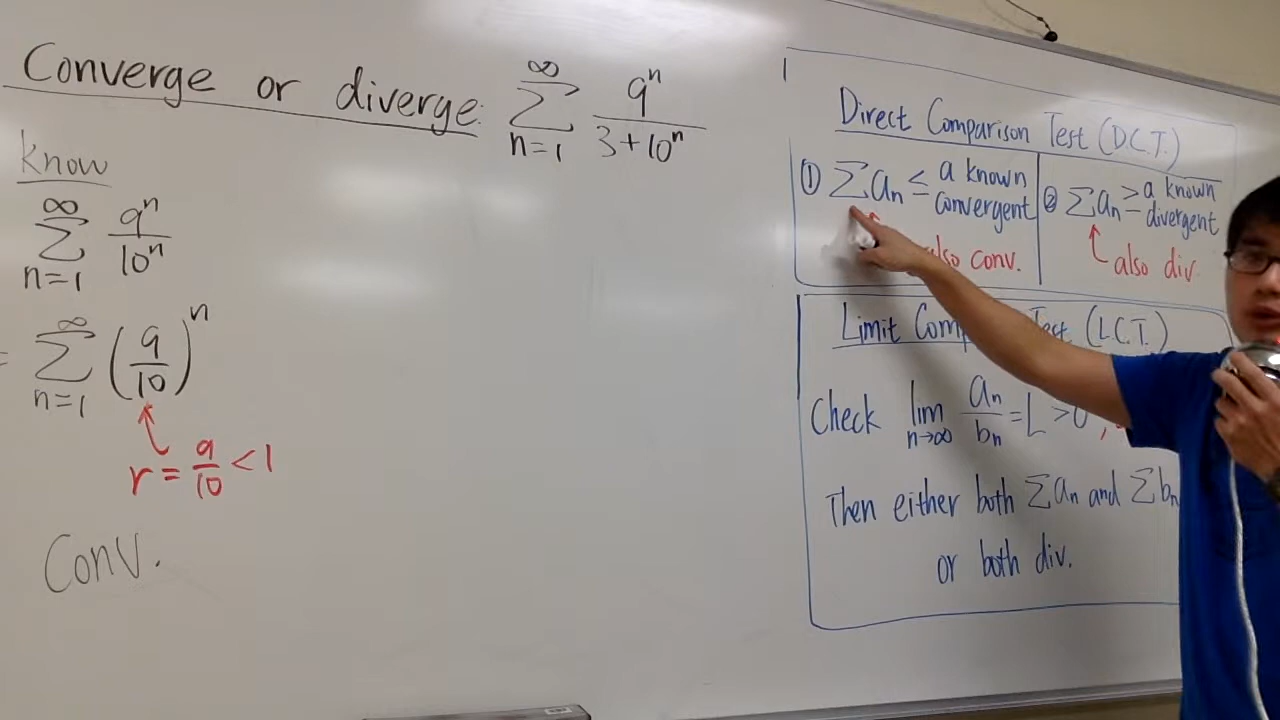 Converge or diverge: ∞∑n=1 9^n/(3+10^n)
know
∞∑n=1 9^n/10^n
= ∞∑n=1 (9/10)^n
r = 9/10 < 1
Conv.
Direct Comparison Test (D.C.T.)
① ∑an ≤ a known convergent
also conv.
② ∑an ≥ a known divergent
also div
Limit Test (L.C.T.)
Check lim n→∞ an/bn = L > 0,
Then either both ∑an and ∑bn
or both div.